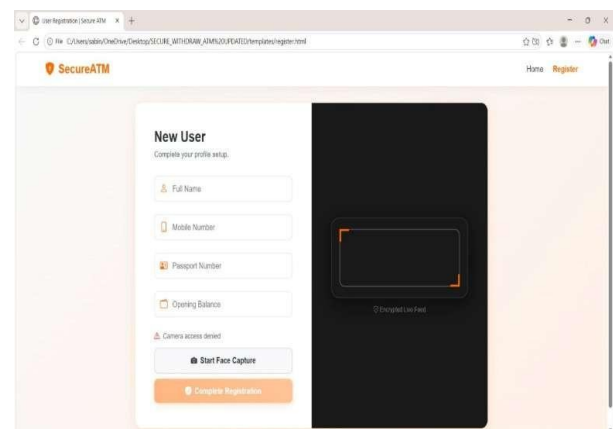 User Registration | Secure ATM
File C:/Users/sabin/OneDrive/Desktop/SECURE_WITHDRAW_ATM%20UPDATED/templates/register.html
Chat
SecureATM
Home Register
New User
Complete your profile setup.
Full Name
Mobile Number
Passport Number
Opening Balance
Encrypted Live Feed
Camera access denied
Start Face Capture
Complete Registration